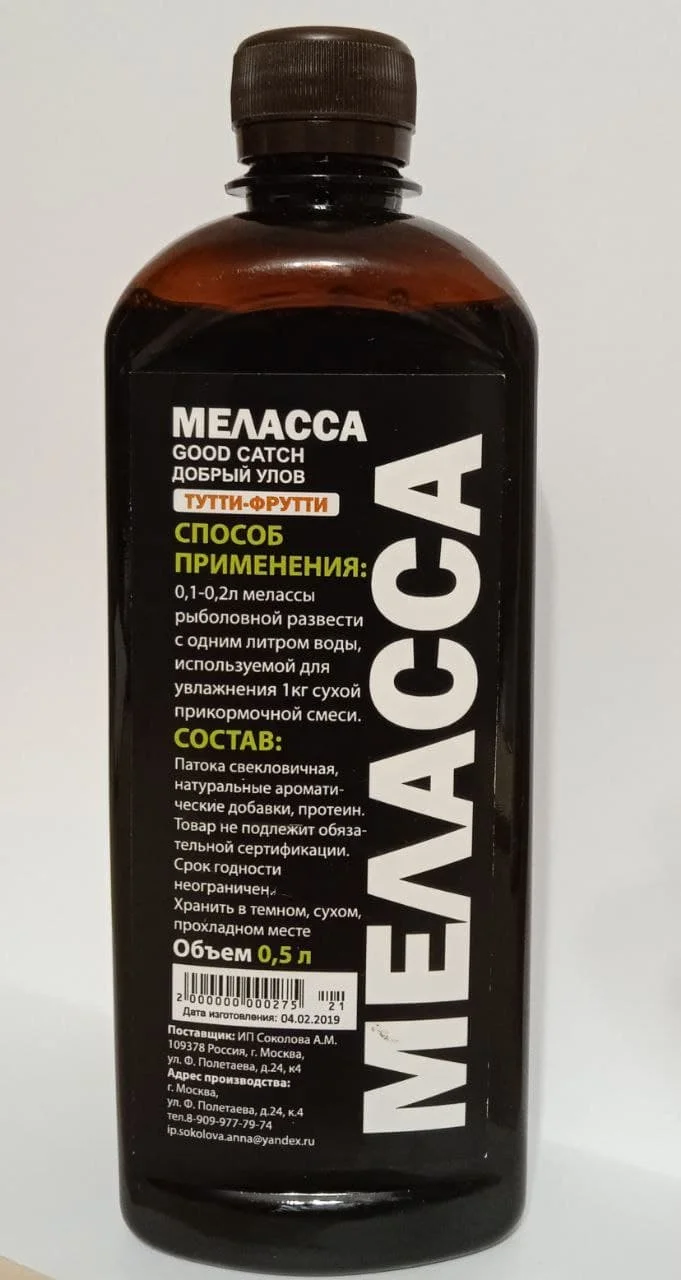 МЕЛАССА
GOOD CATCH
ДОБРЫЙ УЛОВ
ТУТТИ-ФРУТТИ
СПОСОБ
ПРИМЕНЕНИЯ:
0,1-0,2л мелассы
рыболовной развести
с одним литром воды,
используемой для
увлажнения 1кг сухой
прикормочной смеси.
СОСТАВ:
Патока свекловичная,
натуральные аромати-
ческие добавки, протеин.
Товар не подлежит обяза-
тельной сертификации.
Срок годности
неограничен.
Хранить в темном, сухом,
прохладном месте
Объем 0,5 л
2 000000 000275 21
Дата изготовления: 04.02.2019
Поставщик: ИП Соколова А.М.
109378 Россия, г. Москва,
ул. Ф. Полетаева, д.24, к4
Адрес производства:
г. Москва,
ул. Ф. Полетаева, д.24, к.4
тел.8-909-977-79-74
ip.sokolova.anna@yandex.ru
МЕЛАССА